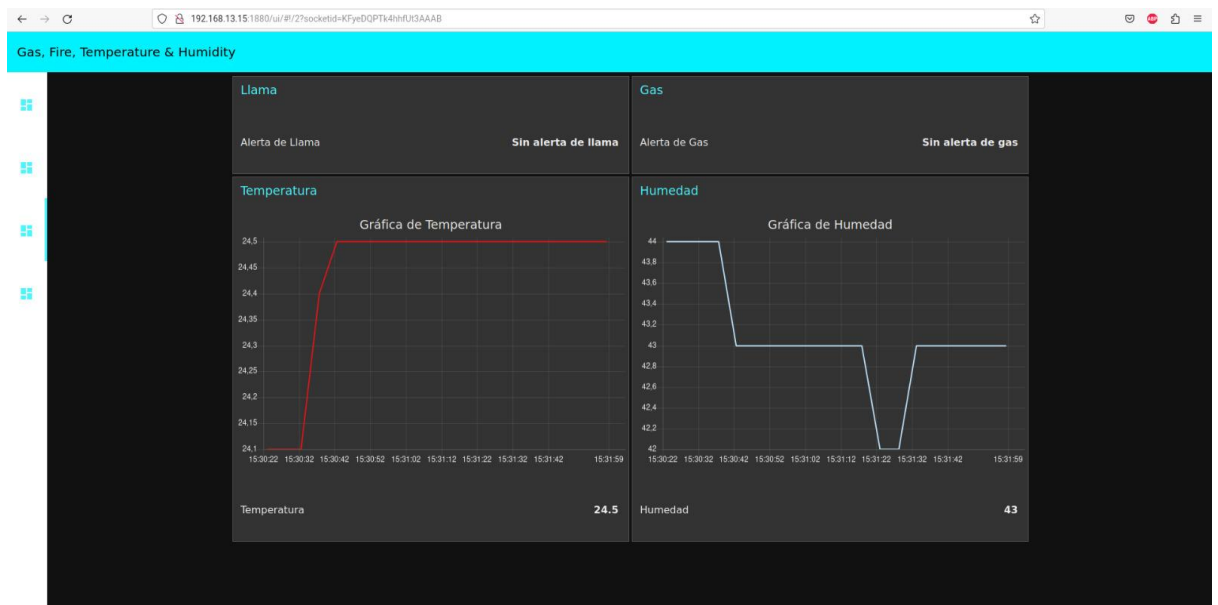 192.168.13.15:1880/ui/#!/2?socketid=KFyeDQPTk4hhfUt3AAAB
ABP
Gas, Fire, Temperature & Humidity
Llama
Alerta de Llama Sin alerta de llama
Gas
Alerta de Gas Sin alerta de gas
Temperatura
Gráfica de Temperatura
24,5
24,45
24,4
24,35
24,3
24,25
24,2
24,15
24,1
15:30:22 15:30:32 15:30:42 15:30:52 15:31:02 15:31:12 15:31:22 15:31:32 15:31:42 15:31:59
Temperatura 24.5
Humedad
Gráfica de Humedad
44
43,8
43,6
43,4
43,2
43
42,8
42,6
42,4
42,2
42
15:30:22 15:30:32 15:30:42 15:30:52 15:31:02 15:31:12 15:31:22 15:31:32 15:31:42 15:31:59
Humedad 43